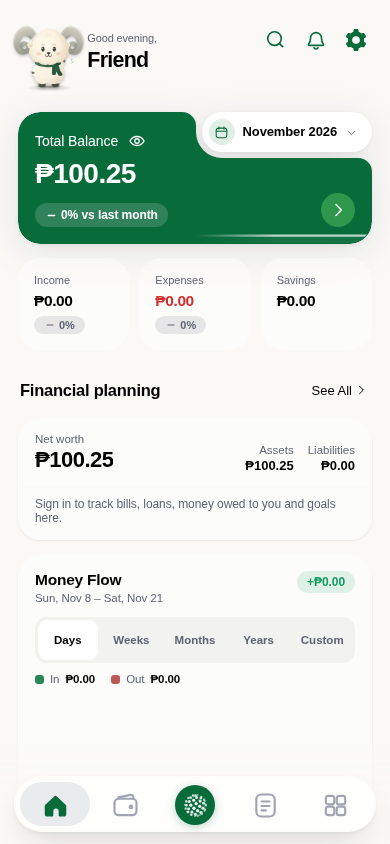 Good evening,
Friend
Total Balance
November 2026
₱100.25
– 0% vs last month
Income
₱0.00
– 0%
Expenses
₱0.00
– 0%
Savings
₱0.00
Financial planning
See All
Net worth
₱100.25
Assets
₱100.25
Liabilities
₱0.00
Sign in to track bills, loans, money owed to you and goals
here.
Money Flow
+₱0.00
Sun, Nov 8 – Sat, Nov 21
Days Weeks Months Years Custom
In ₱0.00 Out ₱0.00